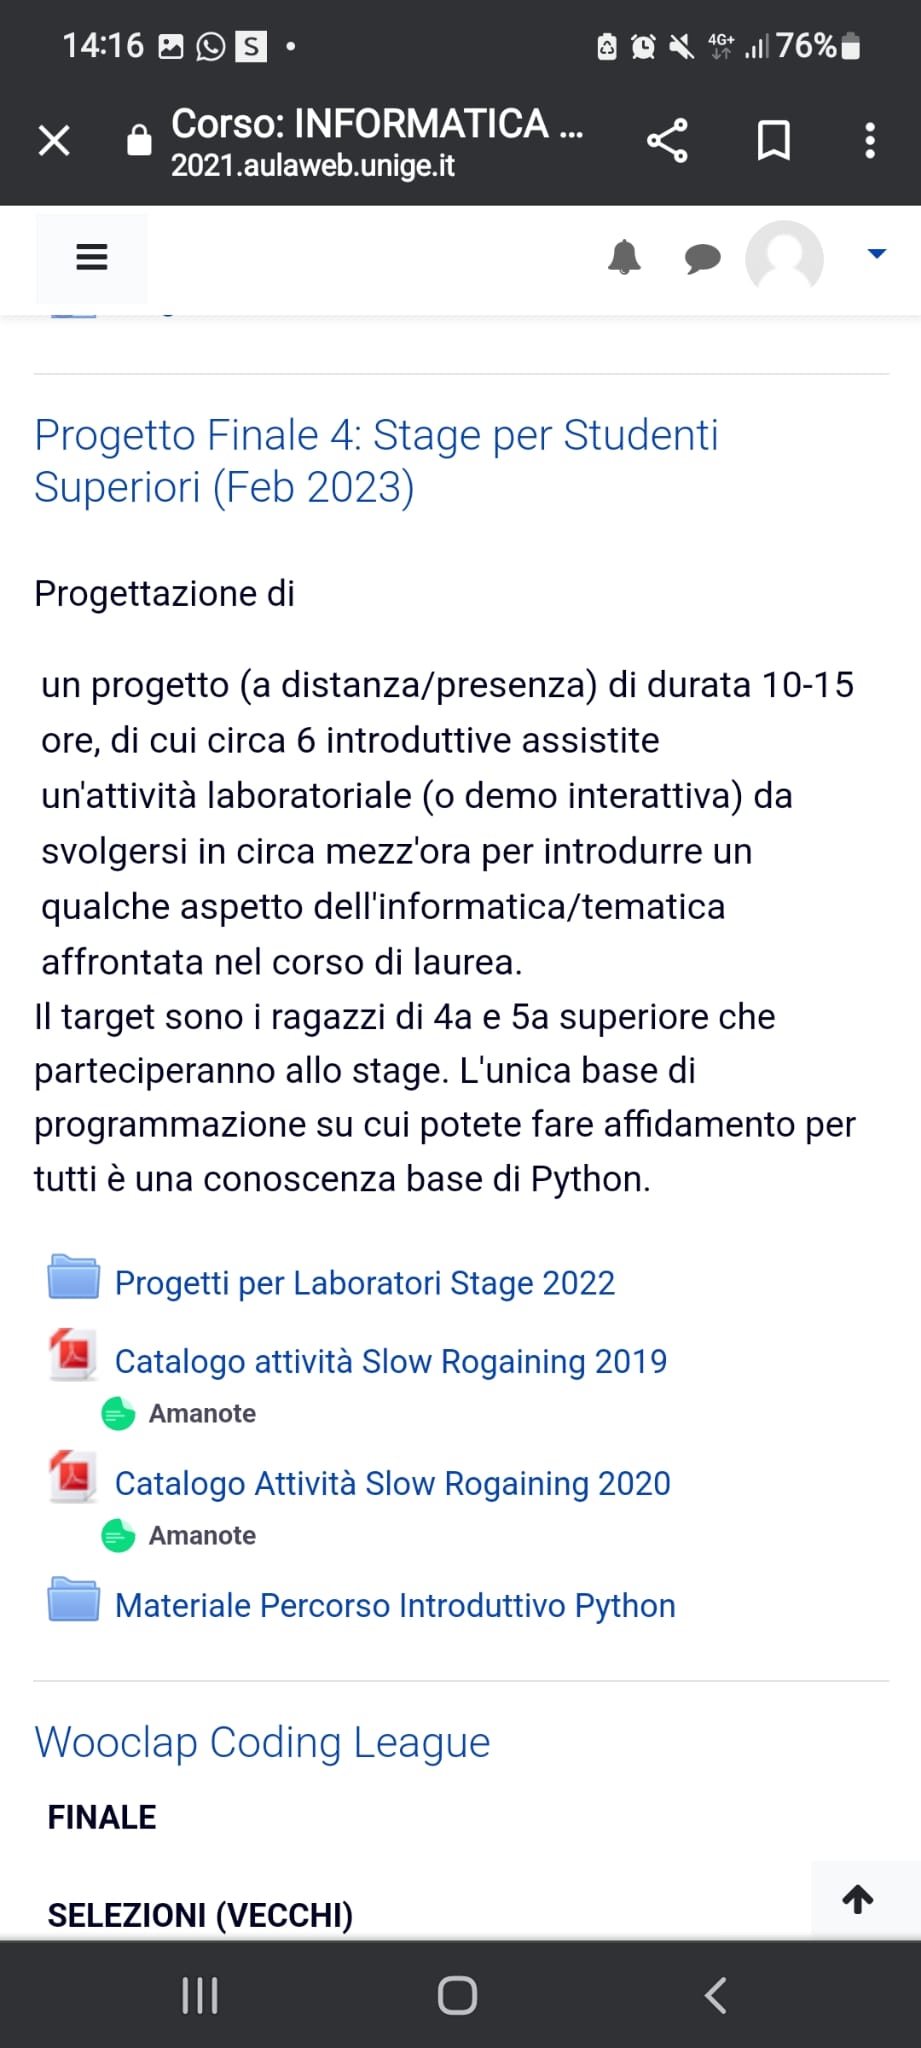 14:16 S 4G+ 76%
Corso: INFORMATICA ...
2021.aulaweb.unige.it
Progetto Finale 4: Stage per Studenti
Superiori (Feb 2023)
Progettazione di
un progetto (a distanza/presenza) di durata 10-15
ore, di cui circa 6 introduttive assistite
un'attività laboratoriale (o demo interattiva) da
svolgersi in circa mezz'ora per introdurre un
qualche aspetto dell'informatica/tematica
affrontata nel corso di laurea.
Il target sono i ragazzi di 4a e 5a superiore che
parteciperanno allo stage. L'unica base di
programmazione su cui potete fare affidamento per
tutti è una conoscenza base di Python.
Progetti per Laboratori Stage 2022
Catalogo attività Slow Rogaining 2019
Amanote
Catalogo Attività Slow Rogaining 2020
Amanote
Materiale Percorso Introduttivo Python
Wooclap Coding League
FINALE
SELEZIONI (VECCHI)